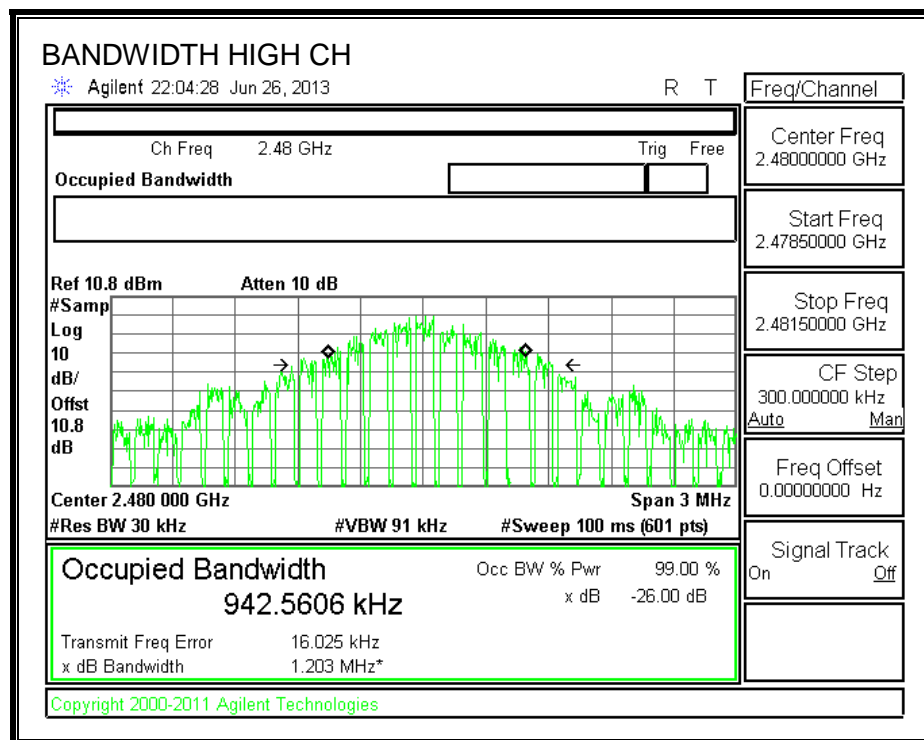 BANDWIDTH HIGH CH
Agilent 22:04:28 Jun 26, 2013 R T
Freq/Channel
Ch Freq 2.48 GHz Trig Free
Occupied Bandwidth
Center Freq
2.48000000 GHz
Start Freq
2.47850000 GHz
Stop Freq
2.48150000 GHz
CF Step
300.000000 kHz
Auto Man
Freq Offset
0.00000000 Hz
Signal Track
On Off
Ref 10.8 dBm Atten 10 dB
#Samp
Log
10
dB/
Offst
10.8
dB
Center 2.480 000 GHz Span 3 MHz
#Res BW 30 kHz #VBW 91 kHz #Sweep 100 ms (601 pts)
Occupied Bandwidth Occ BW % Pwr 99.00 %
942.5606 kHz x dB -26.00 dB
Transmit Freq Error 16.025 kHz
x dB Bandwidth 1.203 MHz*
Copyright 2000-2011 Agilent Technologies